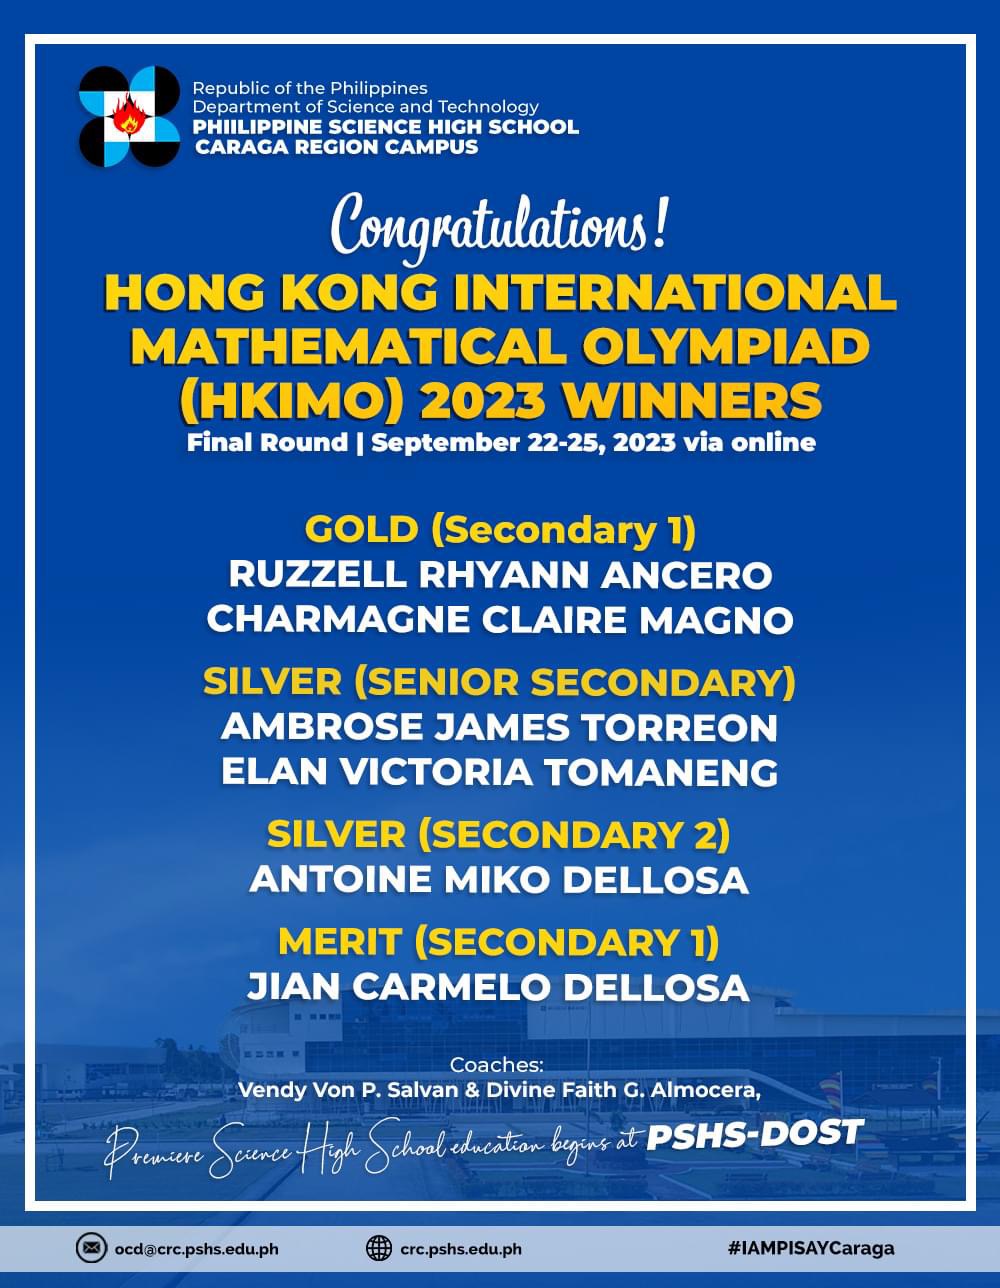 Republic of the Philippines
Department of Science and Technology
PHIILIPPINE SCIENCE HIGH SCHOOL
CARAGA REGION CAMPUS
Congratulations!
HONG KONG INTERNATIONAL
MATHEMATICAL OLYMPIAD
(HKIMO) 2023 WINNERS
Final Round | September 22-25, 2023 via online
GOLD (Secondary 1)
RUZZELL RHYANN ANCERO
CHARMAGNE CLAIRE MAGNO
SILVER (SENIOR SECONDARY)
AMBROSE JAMES TORREON
ELAN VICTORIA TOMANENG
SILVER (SECONDARY 2)
ANTOINE MIKO DELLOSA
MERIT (SECONDARY 1)
JIAN CARMELO DELLOSA
Coaches:
Vendy Von P. Salvan & Divine Faith G. Almocera,
Premiere Science High School education begins at PSHS-DOST
ocd@crc.pshs.edu.ph crc.pshs.edu.ph #IAMPISAYCaraga